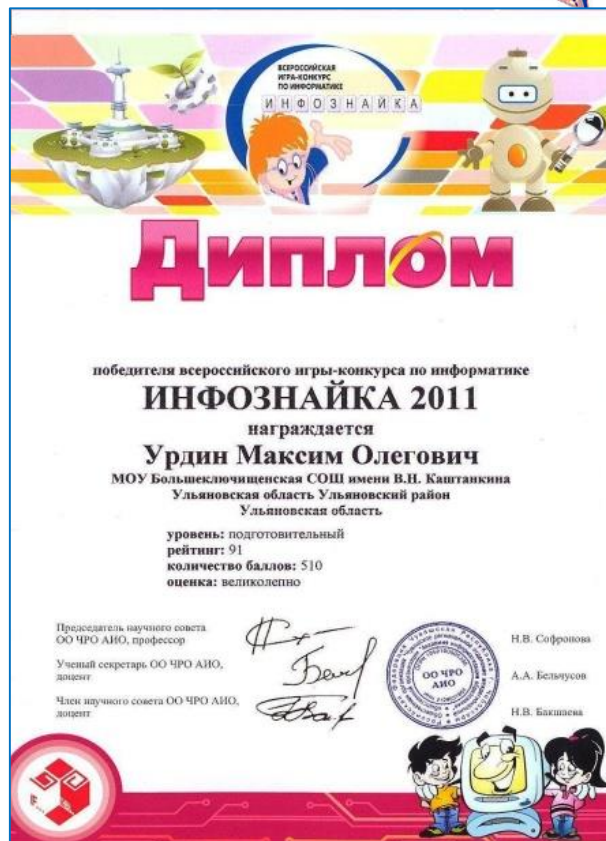 ВСЕРОССИЙСКАЯ
ИГРА-КОНКУРС
ПО ИНФОРМАТИКЕ
ИНФОЗНАЙКА
Диплом
победителя всероссийского игры-конкурса по информатике
ИНФОЗНАЙКА 2011
награждается
Урдин Максим Олегович
МОУ Большеключищенская СОШ имени В.Н. Каштанкина
Ульяновская область Ульяновский район
Ульяновская область
уровень: подготовительный
рейтинг: 91
количество баллов: 510
оценка: великолепно
Председатель научного совета
ОО ЧРО АИО, профессор
Н.В. Софронова
Ученый секретарь ОО ЧРО АИО,
доцент
А.А. Бельчусов
Член научного совета ОО ЧРО АИО,
доцент
Н.В. Бакшаева
ОО ЧРО
АИО